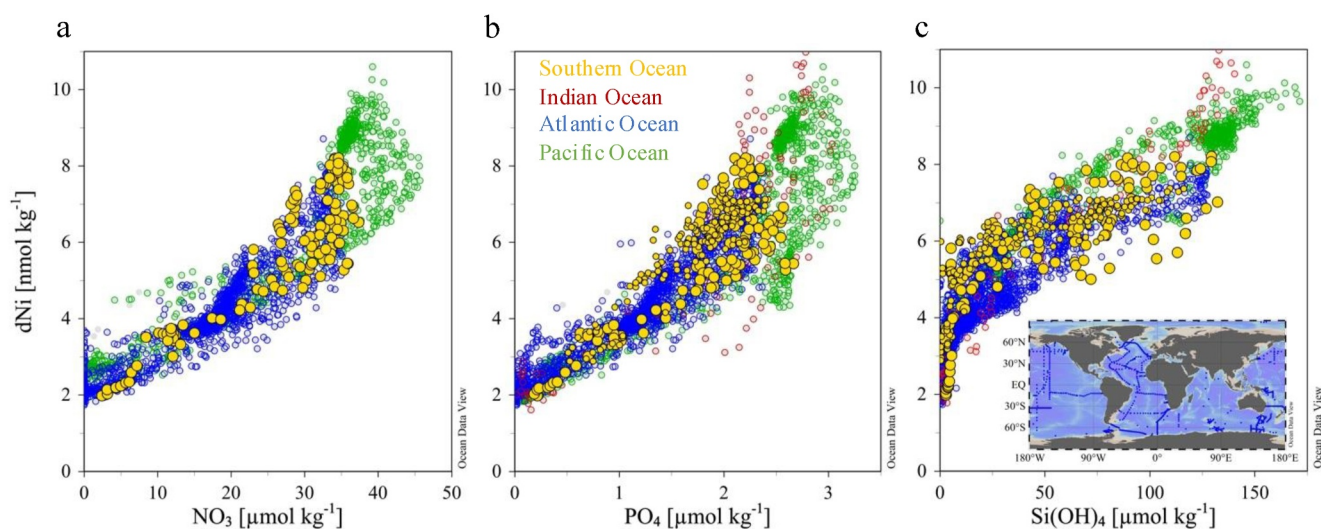 a
b
c
Southern Ocean
Indian Ocean
Atlantic Ocean
Pacific Ocean
dNi [nmol kg⁻¹]
10
8
6
4
2
0
0
10
20
30
40
50
NO₃ [µmol kg⁻¹]
Ocean Data View
10
8
6
4
2
0
0
1
2
3
PO₄ [µmol kg⁻¹]
Ocean Data View
10
8
6
4
2
0
0
50
100
150
Si(OH)₄ [µmol kg⁻¹]
Ocean Data View
60°N
30°N
EQ
30°S
60°S
180°W
90°W
0°
90°E
180°E
Ocean Data View